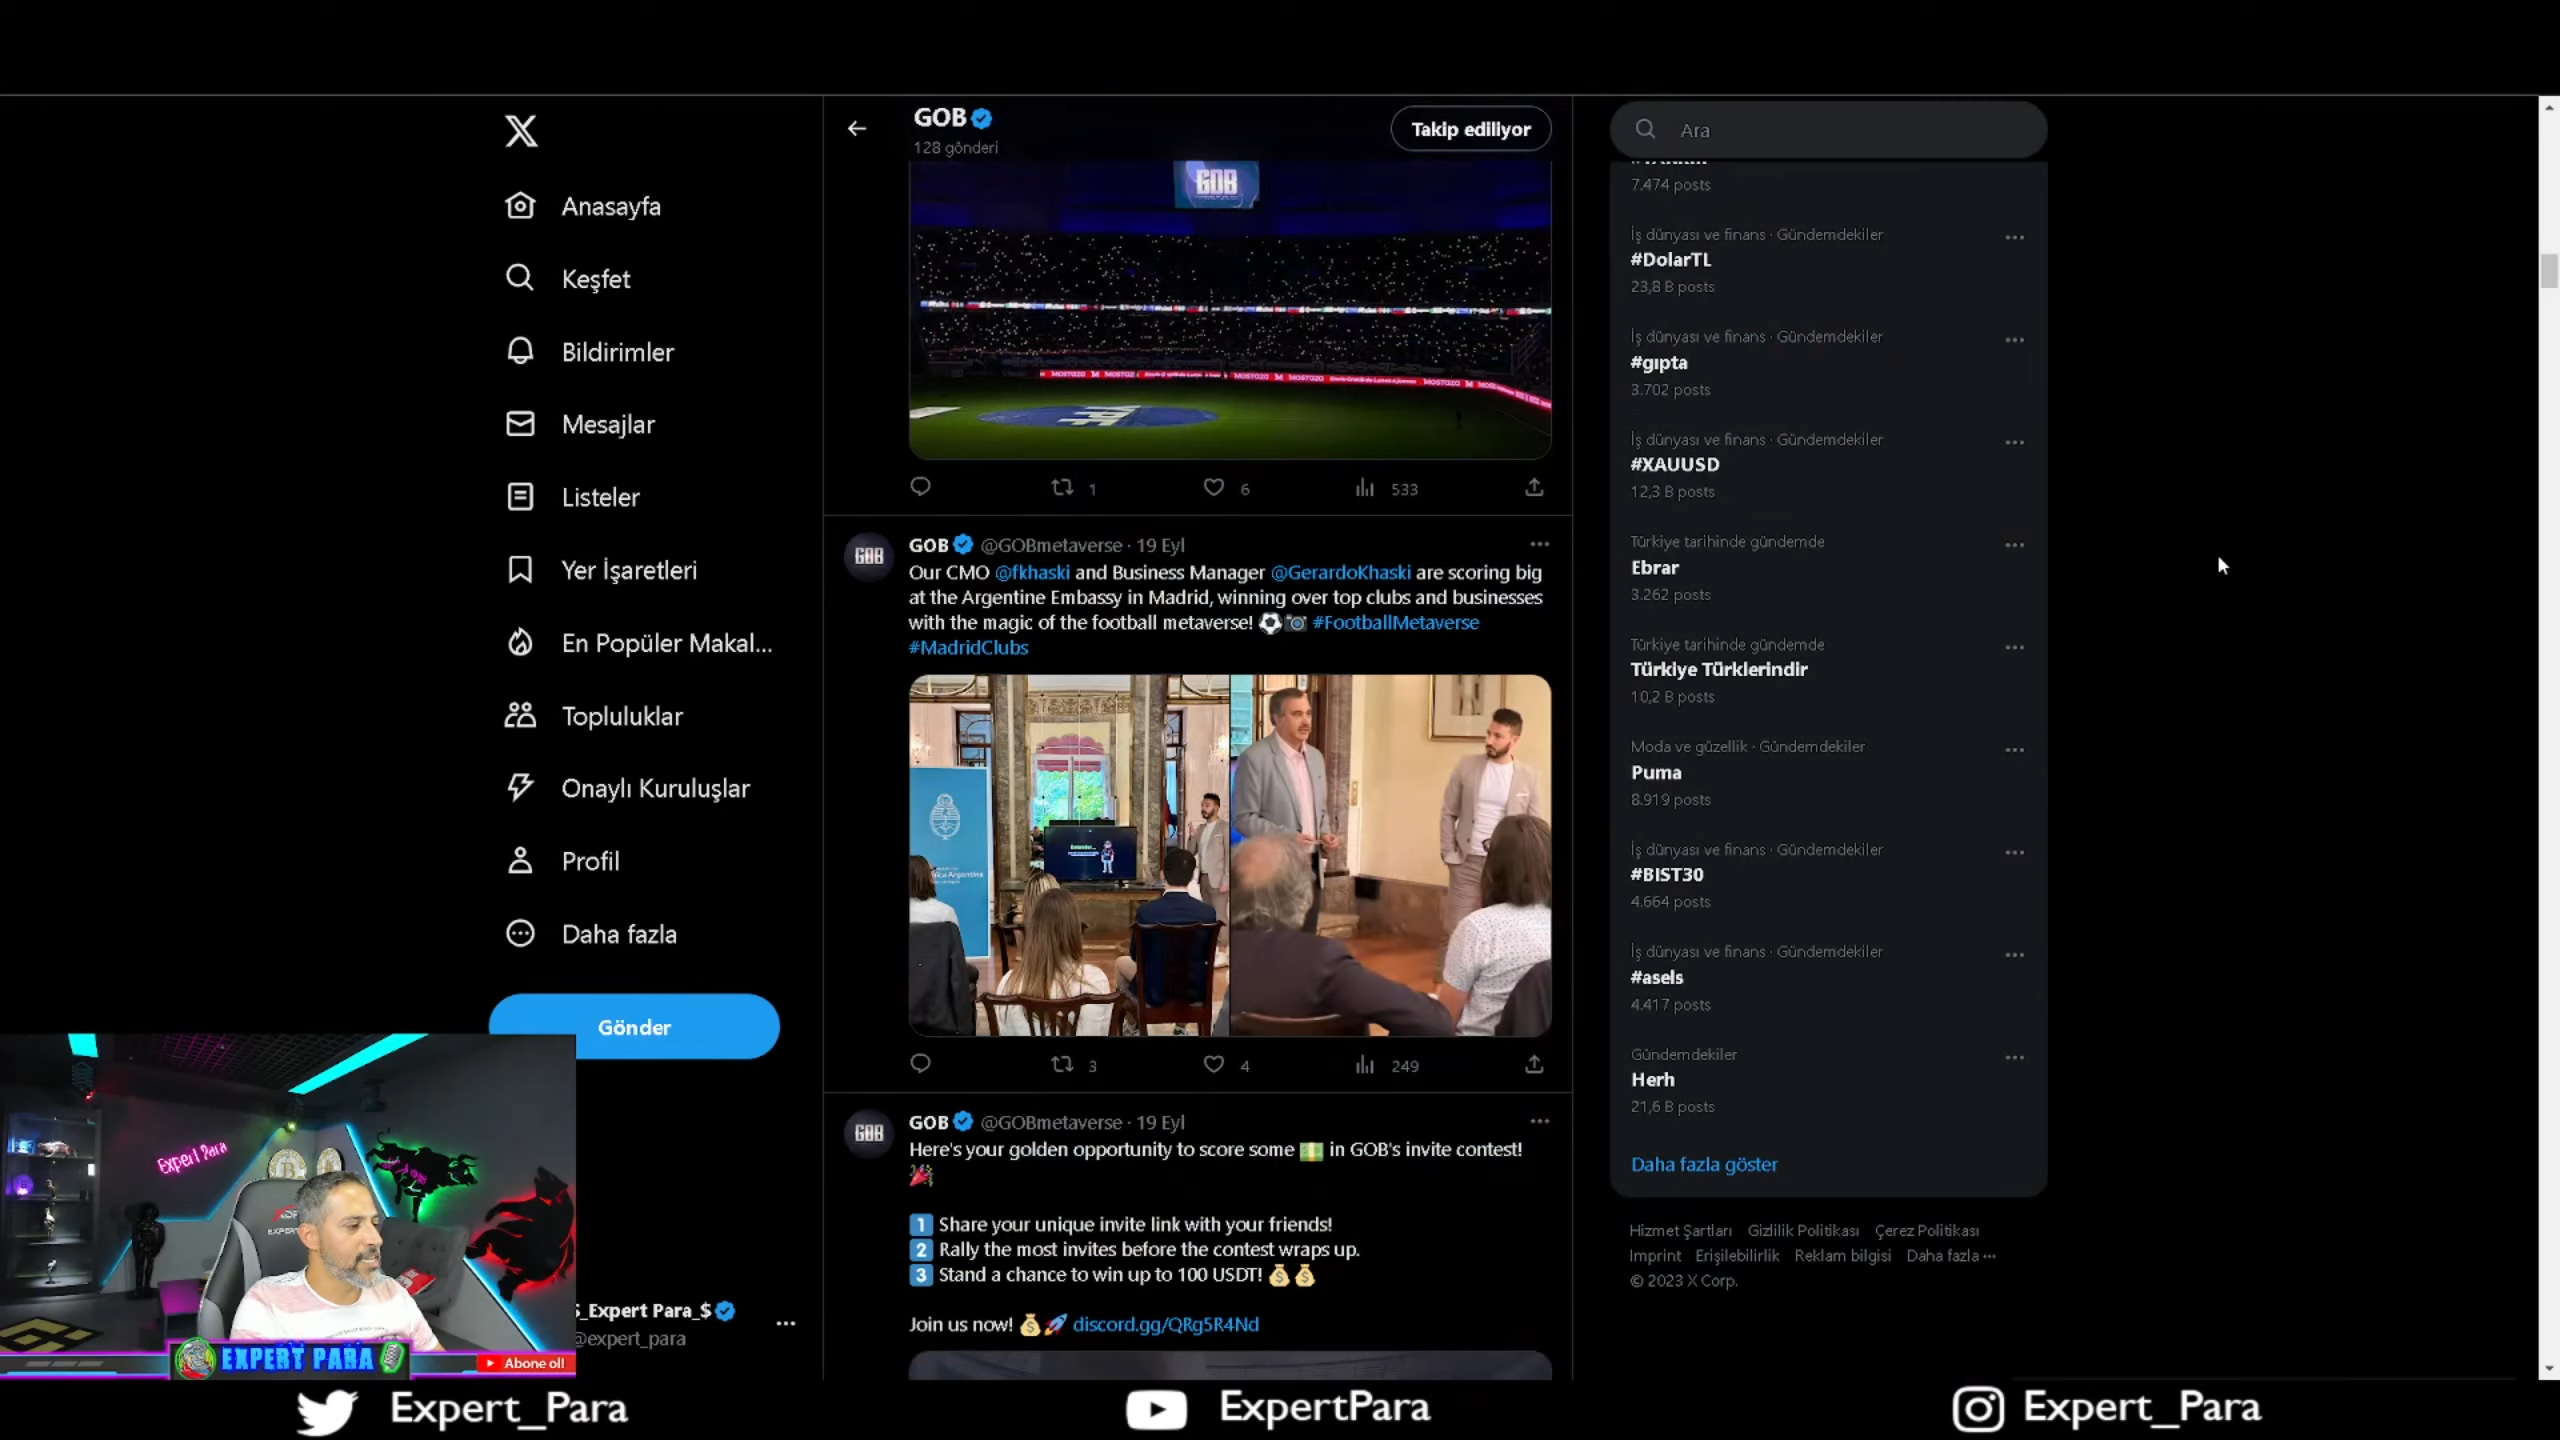 GOB
128 gönderi
Takip ediliyor
Ara
Anasayfa
Keşfet
Bildirimler
Mesajlar
Listeler
Yer İşaretleri
En Popüler Makal...
Topluluklar
Onaylı Kuruluşlar
Profil
Daha fazla
Gönder
$_Expert Para_$
@expert_para
GOB
YPF
1
6
533
GOB
GOB @GOBmetaverse · 19 Eyl
Our CMO @fkhaski and Business Manager @GerardoKhaski are scoring big
at the Argentine Embassy in Madrid, winning over top clubs and businesses
with the magic of the football metaverse! ⚽📷 #FootballMetaverse
#MadridClubs
3
4
249
GOB
GOB @GOBmetaverse · 19 Eyl
Here's your golden opportunity to score some 💵 in GOB's invite contest!
🎉
1️⃣ Share your unique invite link with your friends!
2️⃣ Rally the most invites before the contest wraps up.
3️⃣ Stand a chance to win up to 100 USDT! 💰💰
Join us now! 💰🚀 discord.gg/QRg5R4Nd
7.474 posts
İş dünyası ve finans · Gündemdekiler
#DolarTL
23,8 B posts
İş dünyası ve finans · Gündemdekiler
#gıpta
3.702 posts
İş dünyası ve finans · Gündemdekiler
#XAUUSD
12,3 B posts
Türkiye tarihinde gündemde
Ebrar
3.262 posts
Türkiye tarihinde gündemde
Türkiye Türklerindir
10,2 B posts
Moda ve güzellik · Gündemdekiler
Puma
8.919 posts
İş dünyası ve finans · Gündemdekiler
#BIST30
4.664 posts
İş dünyası ve finans · Gündemdekiler
#asels
4.417 posts
Gündemdekiler
Herh
21,6 B posts
Daha fazla göster
Hizmet Şartları Gizlilik Politikası Çerez Politikası
Imprint Erişilebilirlik Reklam bilgisi Daha fazla ···
© 2023 X Corp.
Expert Para
EXPERT PARA
Abone ol!
Expert_Para
ExpertPara
Expert_Para